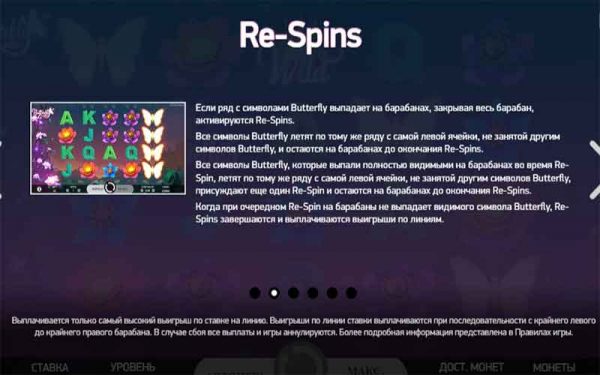 Re-Spins
Если ряд с символами Butterfly выпадает на барабанах, закрывая весь барабан,
активируются Re-Spins.
Все символы Butterfly летят по тому же ряду с самой левой ячейки, не занятой другим
символом Butterfly, и остаются на барабанах до окончания Re-Spins.
Все символы Butterfly, которые выпали полностью видимыми на барабанах во время Re-
Spin, летят по тому же ряду с самой левой ячейки, не занятой другим символом Butterfly,
присуждают еще один Re-Spin и остаются на барабанах до окончания Re-Spins.
Когда при очередном Re-Spin на барабаны не выпадает видимого символа Butterfly, Re-
Spins завершаются и выплачиваются выигрыши по линиям.
A K
K J
K Q A
J Q
Выплачивается только самый высокий выигрыш по ставке на линию. Выигрыши по линии ставки выплачиваются при последовательности с крайнего левого
до крайнего правого барабана. В случае сбоя все выплаты и игры аннулируются. Более подробная информация представлена в Правилах игры.
СТАВКА УРОВЕНЬ МАКС. ДОСТ. МОНЕТ МОНЕТЫ